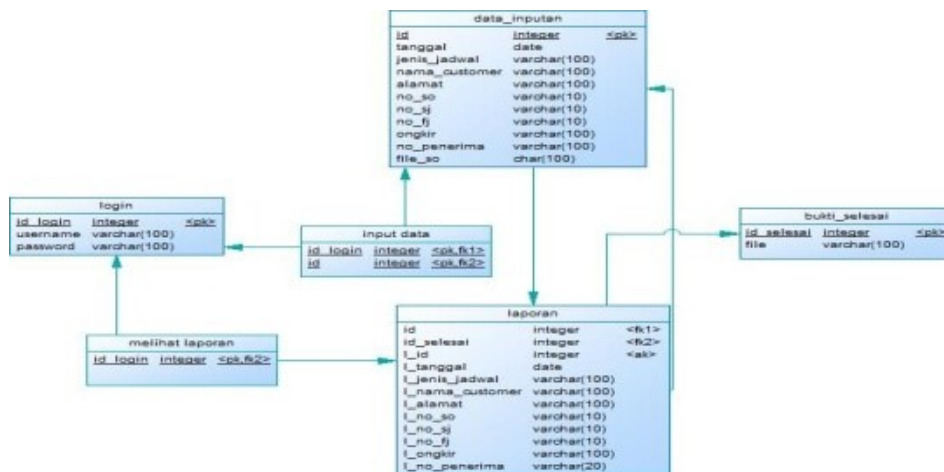 data_inputan
id integer <pk>
tanggal date
jenis_jadwal varchar(100)
nama_customer varchar(100)
alamat varchar(100)
no_so varchar(10)
no_sj varchar(10)
no_fj varchar(10)
ongkir varchar(100)
no_penerima varchar(100)
file_so char(100)
login
id_login integer <pk>
username varchar(100)
password varchar(100)
input data
id_login integer <pk,fk1>
id integer <pk,fk2>
bukti_selesai
id_selesai integer <pk>
file varchar(100)
melihat laporan
id_login integer <pk,fk2>
laporan
id integer <fk1>
id_selesai integer <fk2>
l_id integer <ak>
l_tanggal date
l_jenis_jadwal varchar(100)
l_nama_customer varchar(100)
l_alamat varchar(100)
l_no_so varchar(10)
l_no_sj varchar(10)
l_no_fj varchar(10)
l_ongkir varchar(100)
l_no_penerima varchar(20)